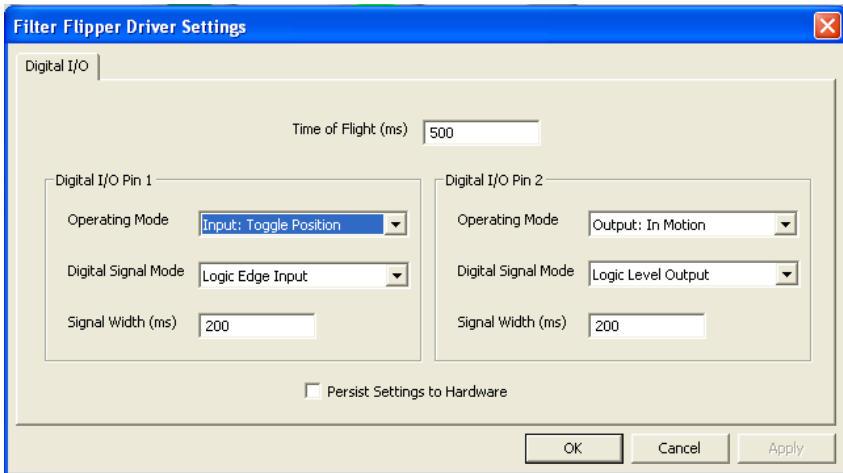 Filter Flipper Driver Settings
Digital I/O
Time of Flight (ms) 500
Digital I/O Pin 1
Operating Mode Input: Toggle Position
Digital Signal Mode Logic Edge Input
Signal Width (ms) 200
Digital I/O Pin 2
Operating Mode Output: In Motion
Digital Signal Mode Logic Level Output
Signal Width (ms) 200
Persist Settings to Hardware
OK Cancel Apply